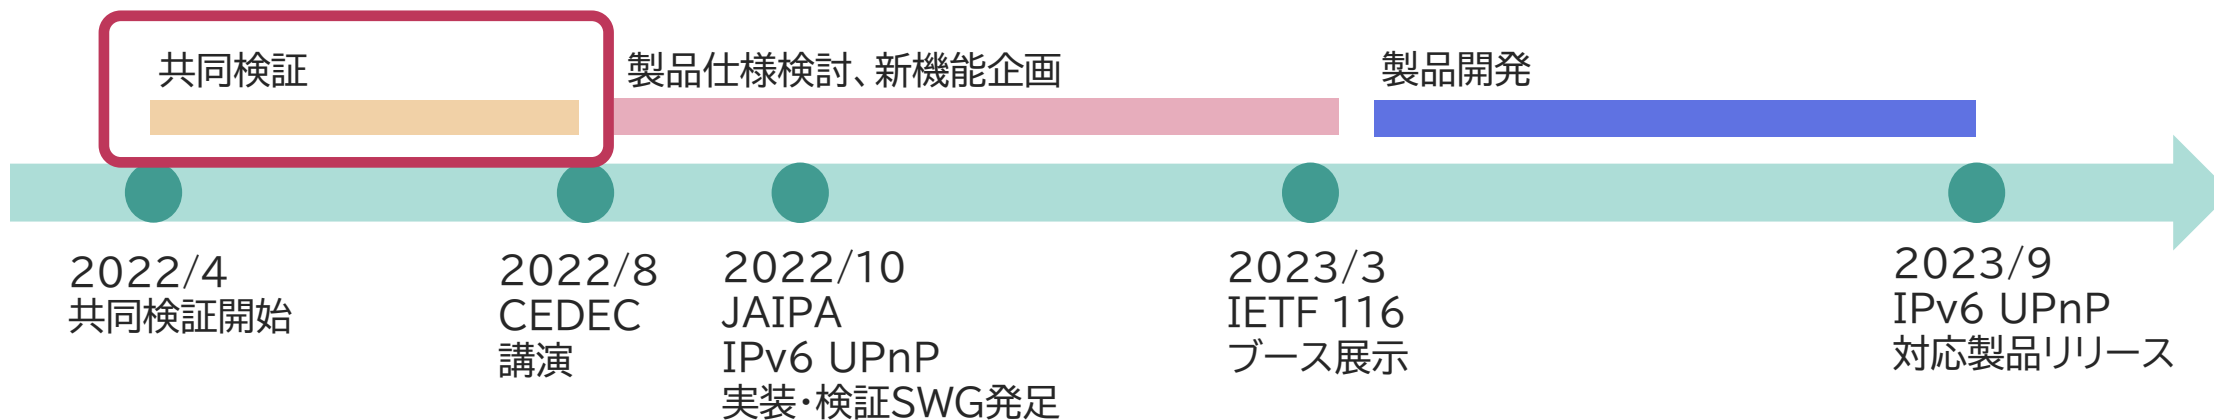 共同検証
製品仕様検討、新機能企画
製品開発
2022/4
共同検証開始
2022/8
CEDEC
講演
2022/10
JAIPA
IPv6 UPnP
実装・検証SWG発足
2023/3
IETF 116
ブース展示
2023/9
IPv6 UPnP
対応製品リリース